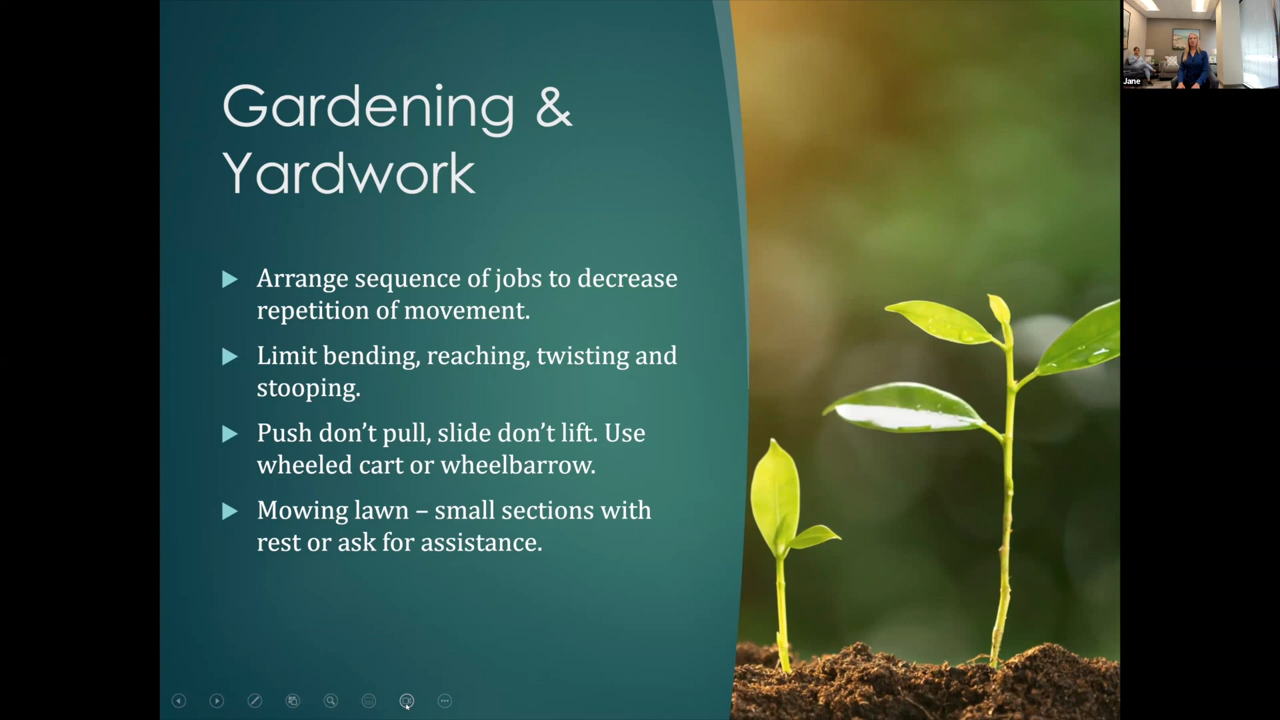 Gardening &
Yardwork
Arrange sequence of jobs to decrease
repetition of movement.
Limit bending, reaching, twisting and
stooping.
Push don’t pull, slide don’t lift. Use
wheeled cart or wheelbarrow.
Mowing lawn – small sections with
rest or ask for assistance.
Jane